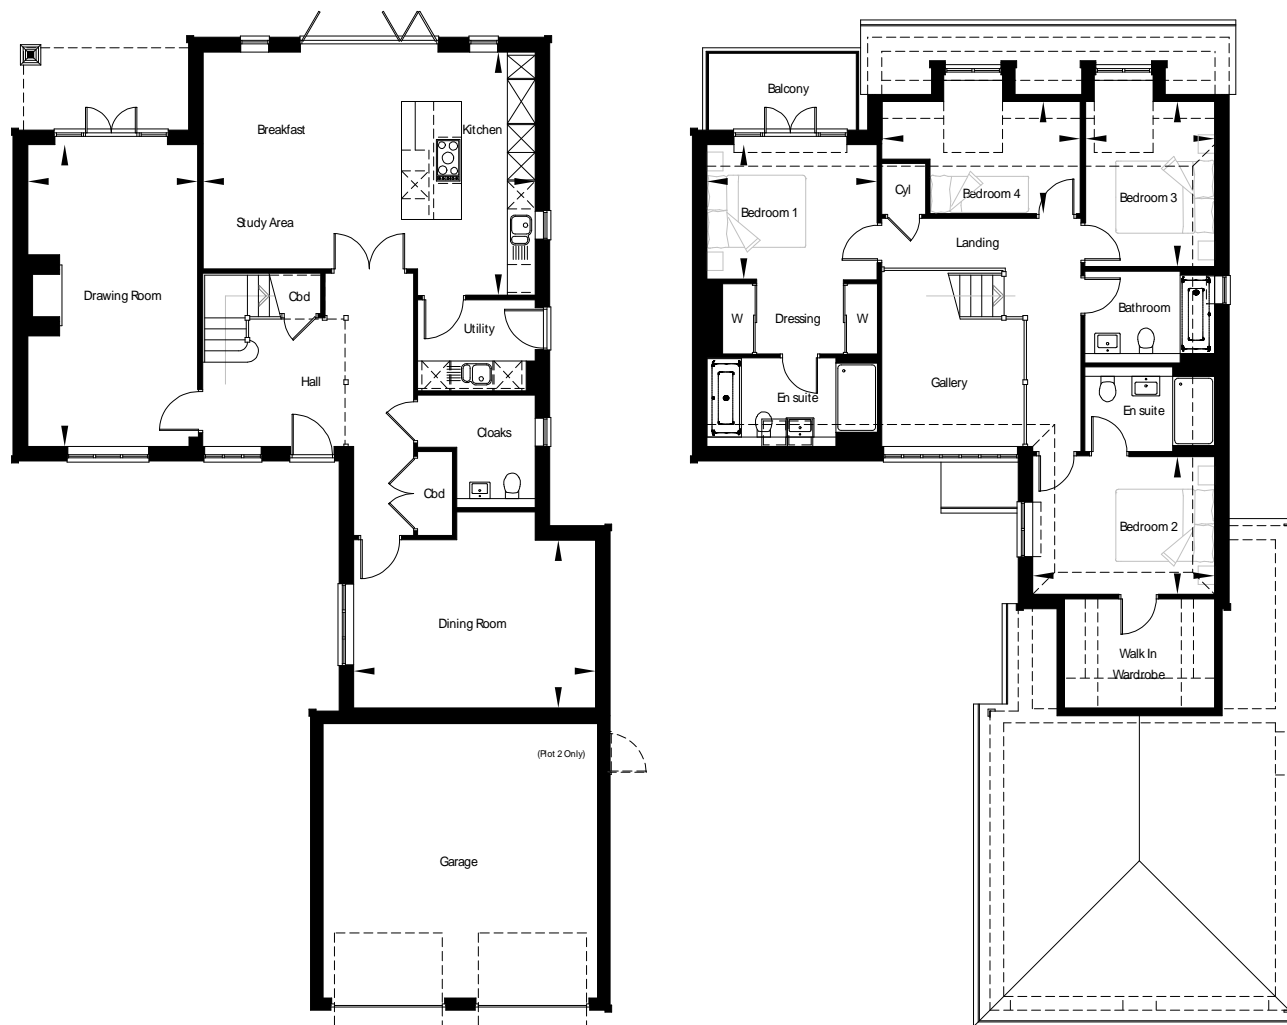 Breakfast
Kitchen
Study Area
Drawing Room
Cbd
Utility
Hall
Cloaks
Cbd
Dining Room
(Plot 2 Only)
Garage
Balcony
Bedroom 1
Cyl
Bedroom 4
Bedroom 3
Landing
W
Dressing
W
Bathroom
Gallery
En suite
En suite
Bedroom 2
Walk In
Wardrobe